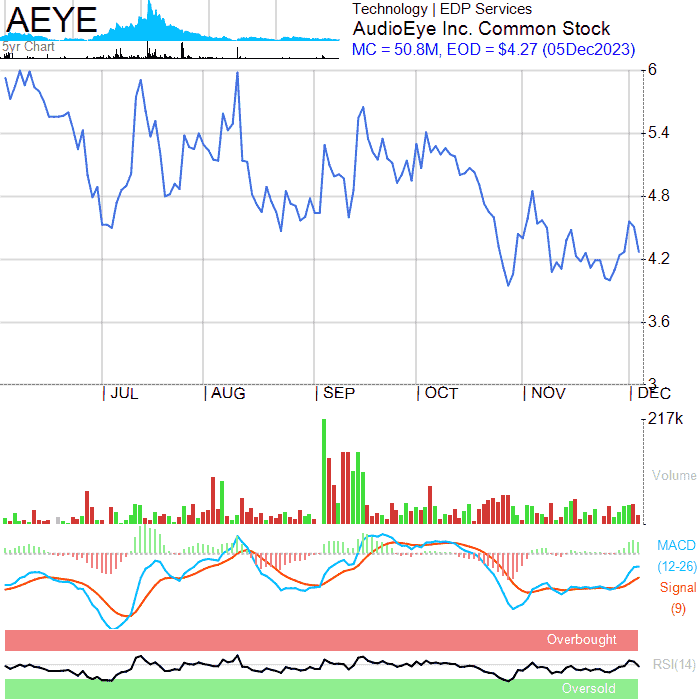 AEYE
5yr Chart
Technology | EDP Services
AudioEye Inc. Common Stock
MC = 50.8M, EOD = $4.27 (05Dec2023)
6
5.4
4.8
4.2
3.6
3
JUL
AUG
SEP
OCT
NOV
DEC
217k
Volume
MACD
(12-26)
Signal
(9)
Overbought
RSI(14)
Oversold